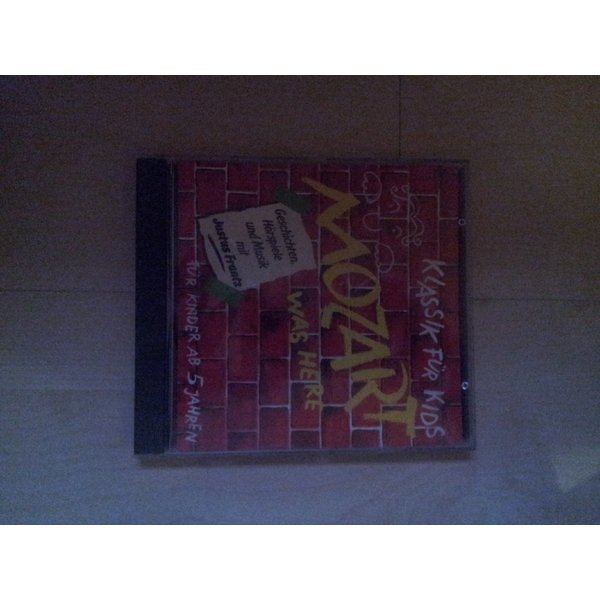 KLASSIK FÜR KIDS
MOZART
WAS HERE
Geschichten,
Hörspiele
und Musik
mit
Justus Frantz
FÜR KINDER AB 5 JAHREN